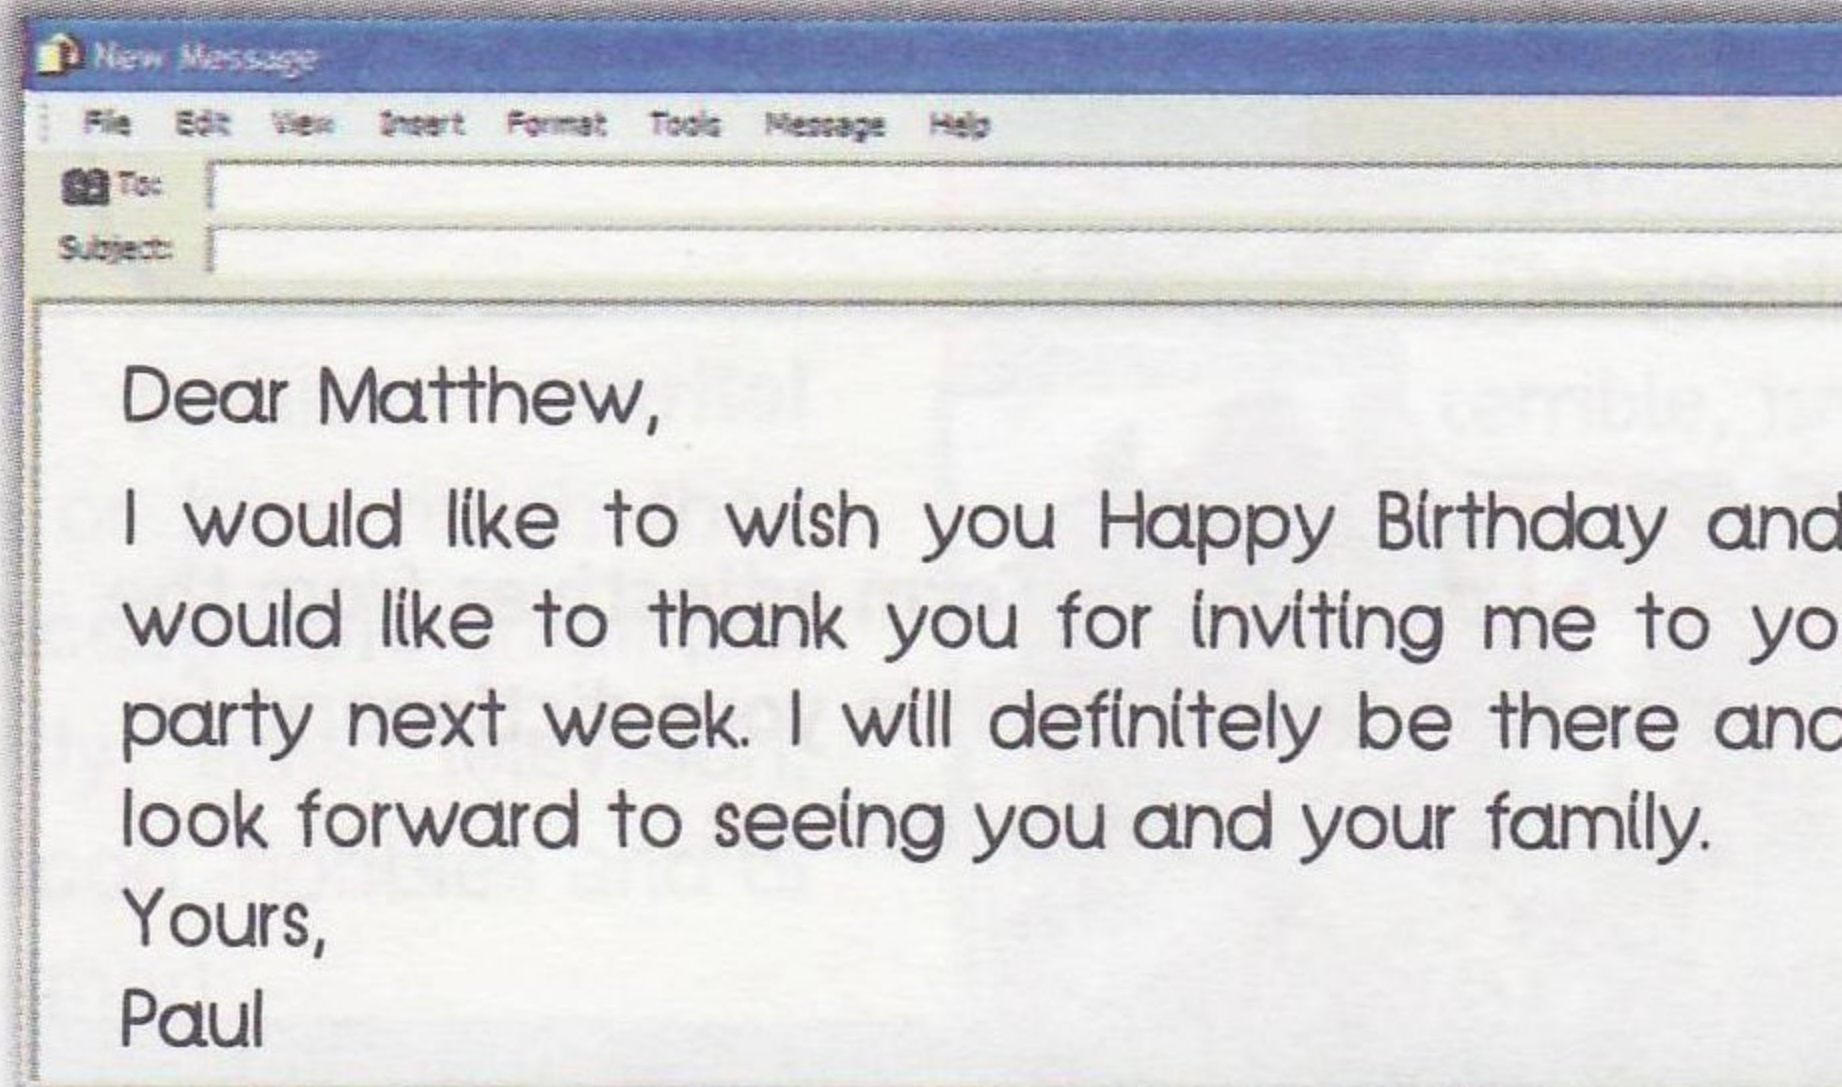 New Message
File Edit View Insert Format Tools Message Help
To:
Subject:
Dear Matthew,
I would like to wish you Happy Birthday and
would like to thank you for inviting me to yo
party next week. I will definitely be there and
look forward to seeing you and your family.
Yours,
Paul